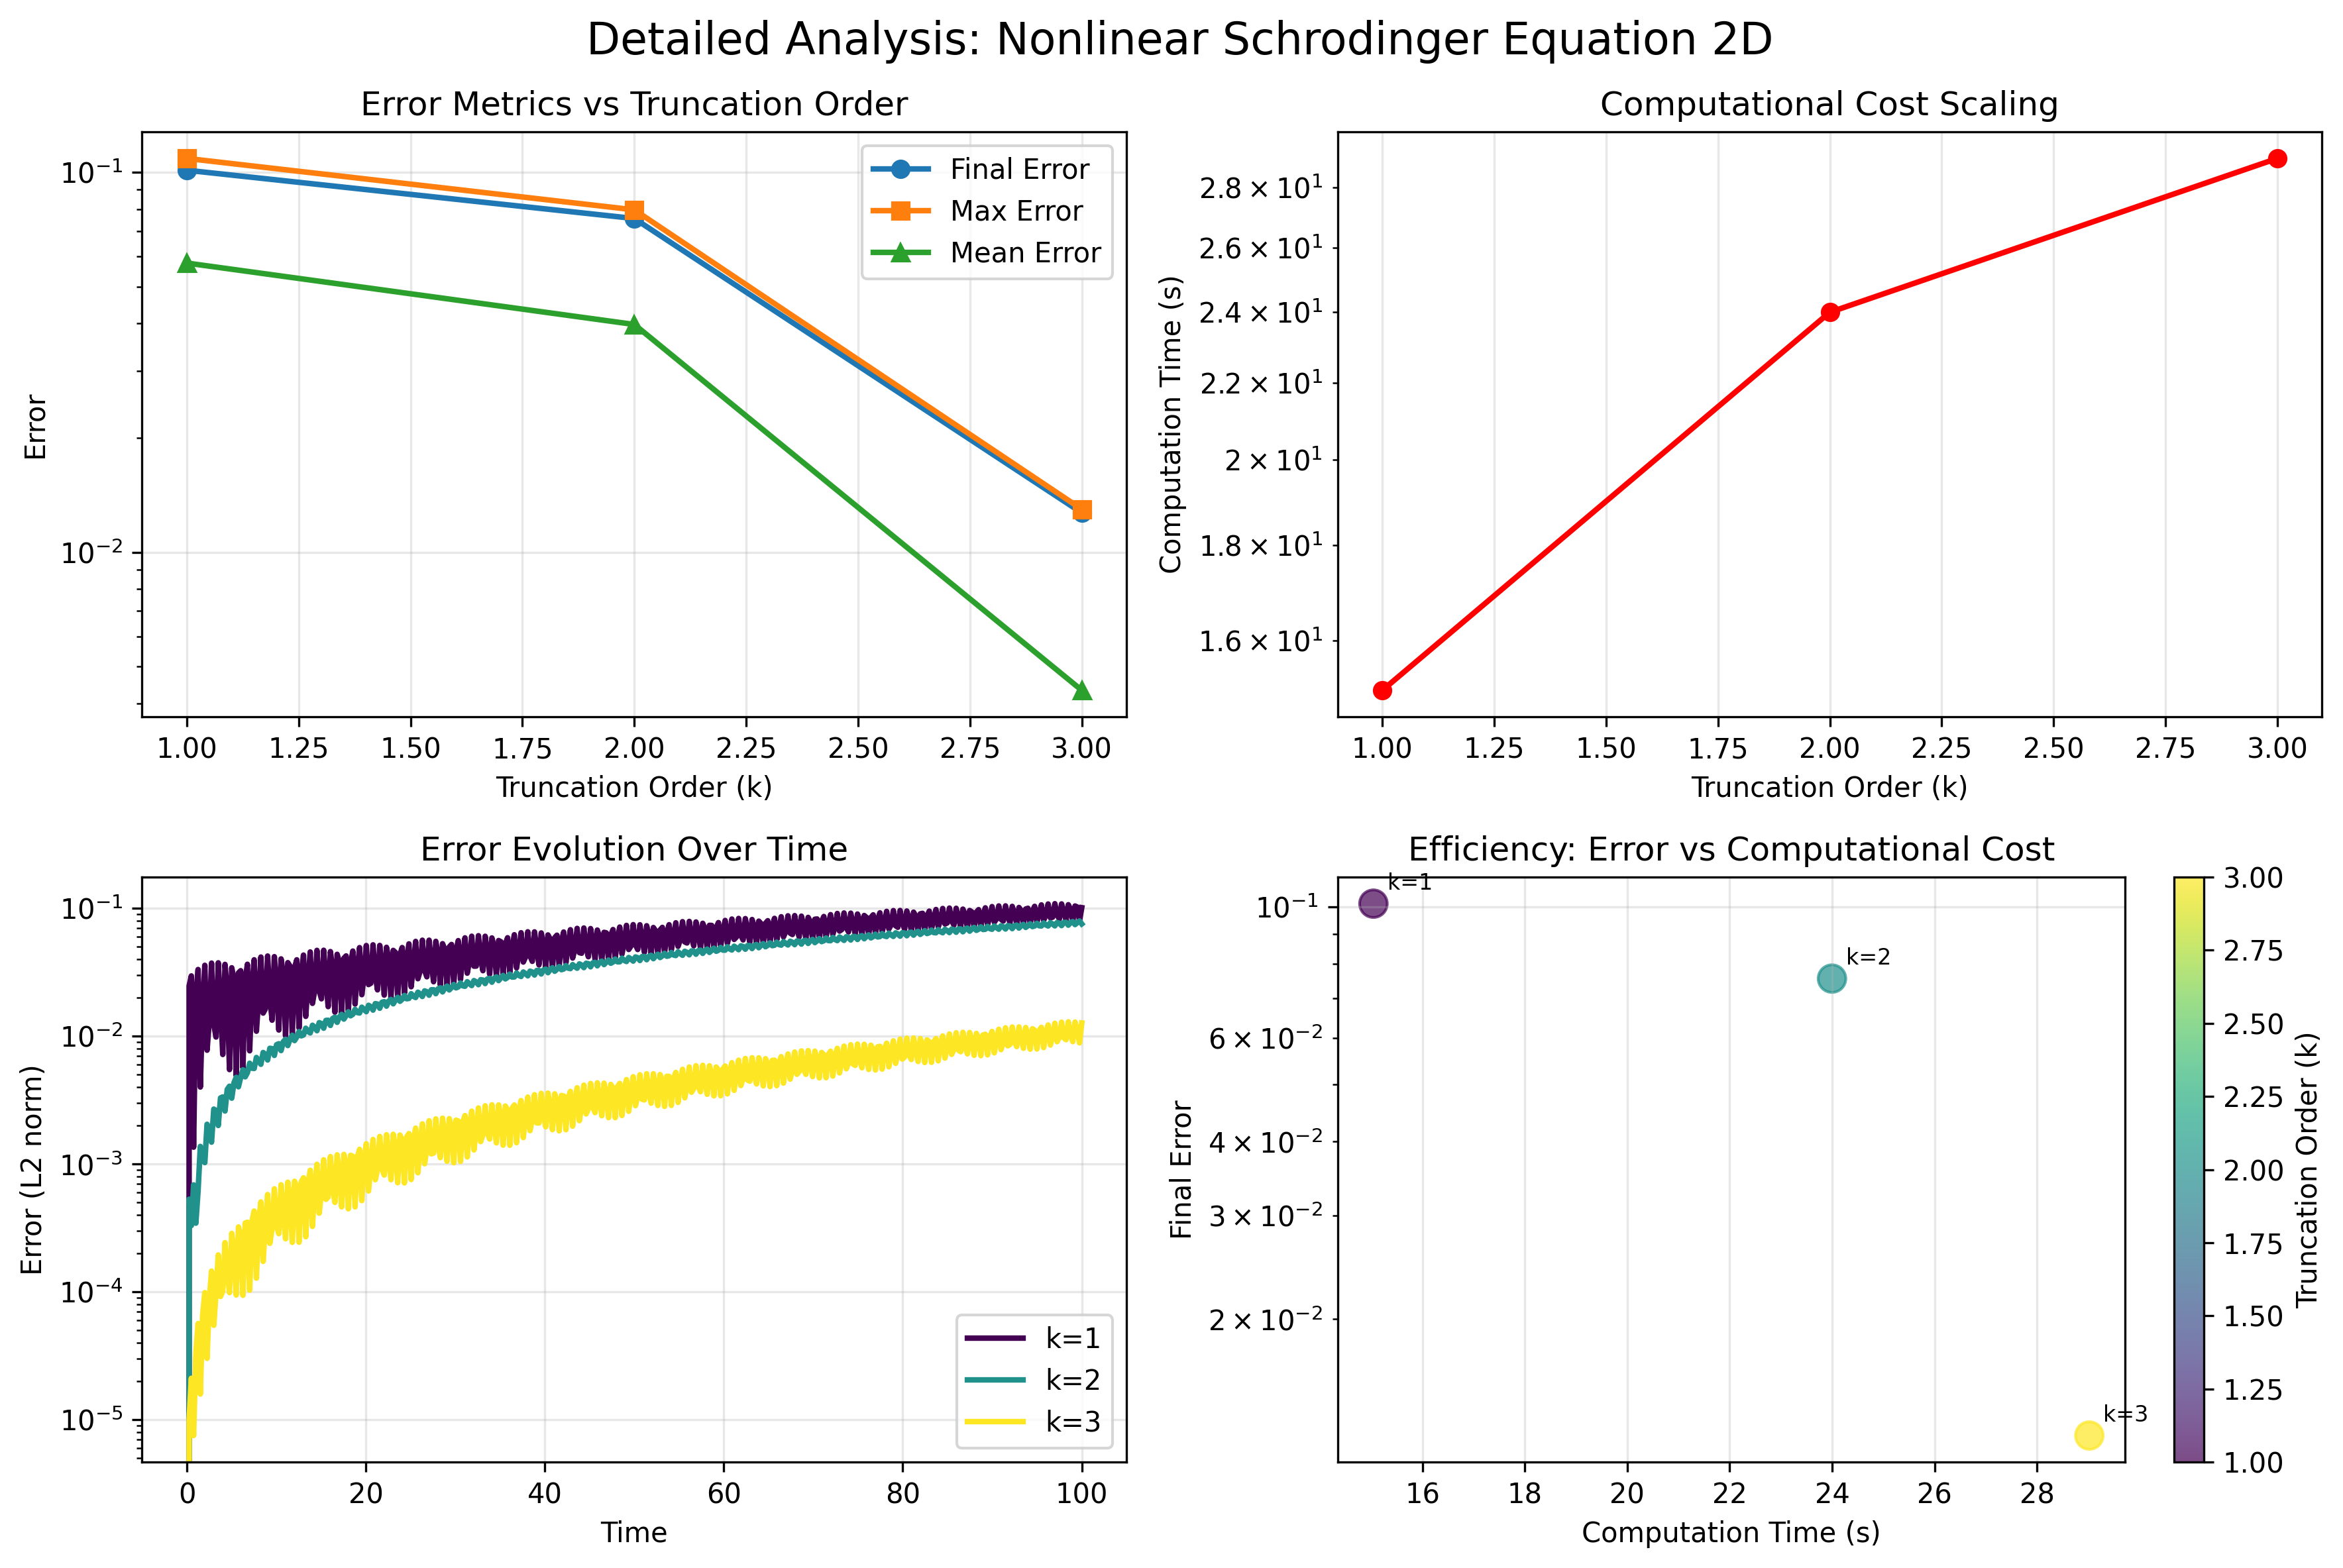 Detailed Analysis: Nonlinear Schrodinger Equation 2D
Error Metrics vs Truncation Order
Error
10⁻¹
10⁻²
Final Error
Max Error
Mean Error
1.00 1.25 1.50 1.75 2.00 2.25 2.50 2.75 3.00
Truncation Order (k)
Computational Cost Scaling
Computation Time (s)
2.8 × 10¹
2.6 × 10¹
2.4 × 10¹
2.2 × 10¹
2 × 10¹
1.8 × 10¹
1.6 × 10¹
1.00 1.25 1.50 1.75 2.00 2.25 2.50 2.75 3.00
Truncation Order (k)
Error Evolution Over Time
Error (L2 norm)
10⁻¹
10⁻²
10⁻³
10⁻⁴
10⁻⁵
k=1
k=2
k=3
0 20 40 60 80 100
Time
Efficiency: Error vs Computational Cost
Final Error
10⁻¹
6 × 10⁻²
4 × 10⁻²
3 × 10⁻²
2 × 10⁻²
k=1
k=2
k=3
16 18 20 22 24 26 28
Computation Time (s)
3.00
2.75
2.50
2.25
2.00
1.75
1.50
1.25
1.00
Truncation Order (k)